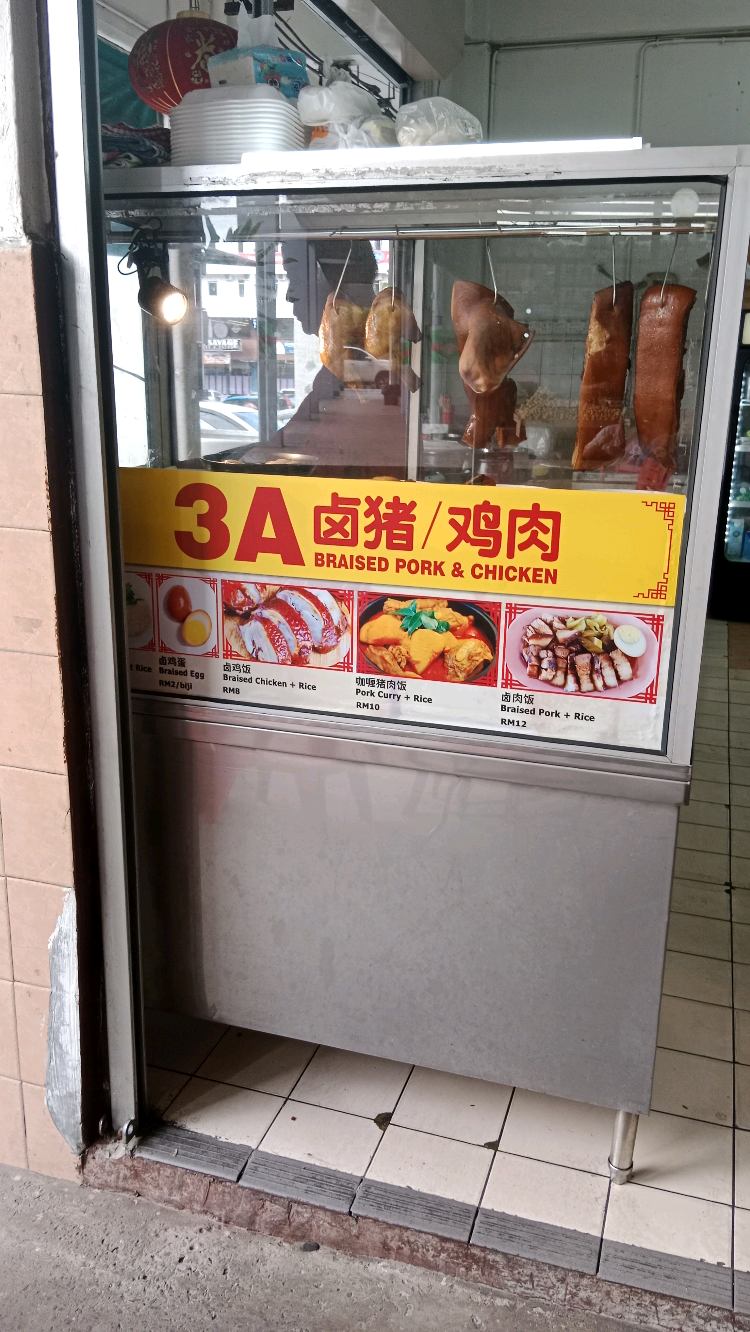 SAVAGE
3A 卤猪/鸡肉
BRAISED PORK & CHICKEN
Rice
卤鸡蛋
Braised Egg
RM2/biji
卤鸡饭
Braised Chicken + Rice
RM8
咖喱猪肉饭
Pork Curry + Rice
RM10
卤肉饭
Braised Pork + Rice
RM12